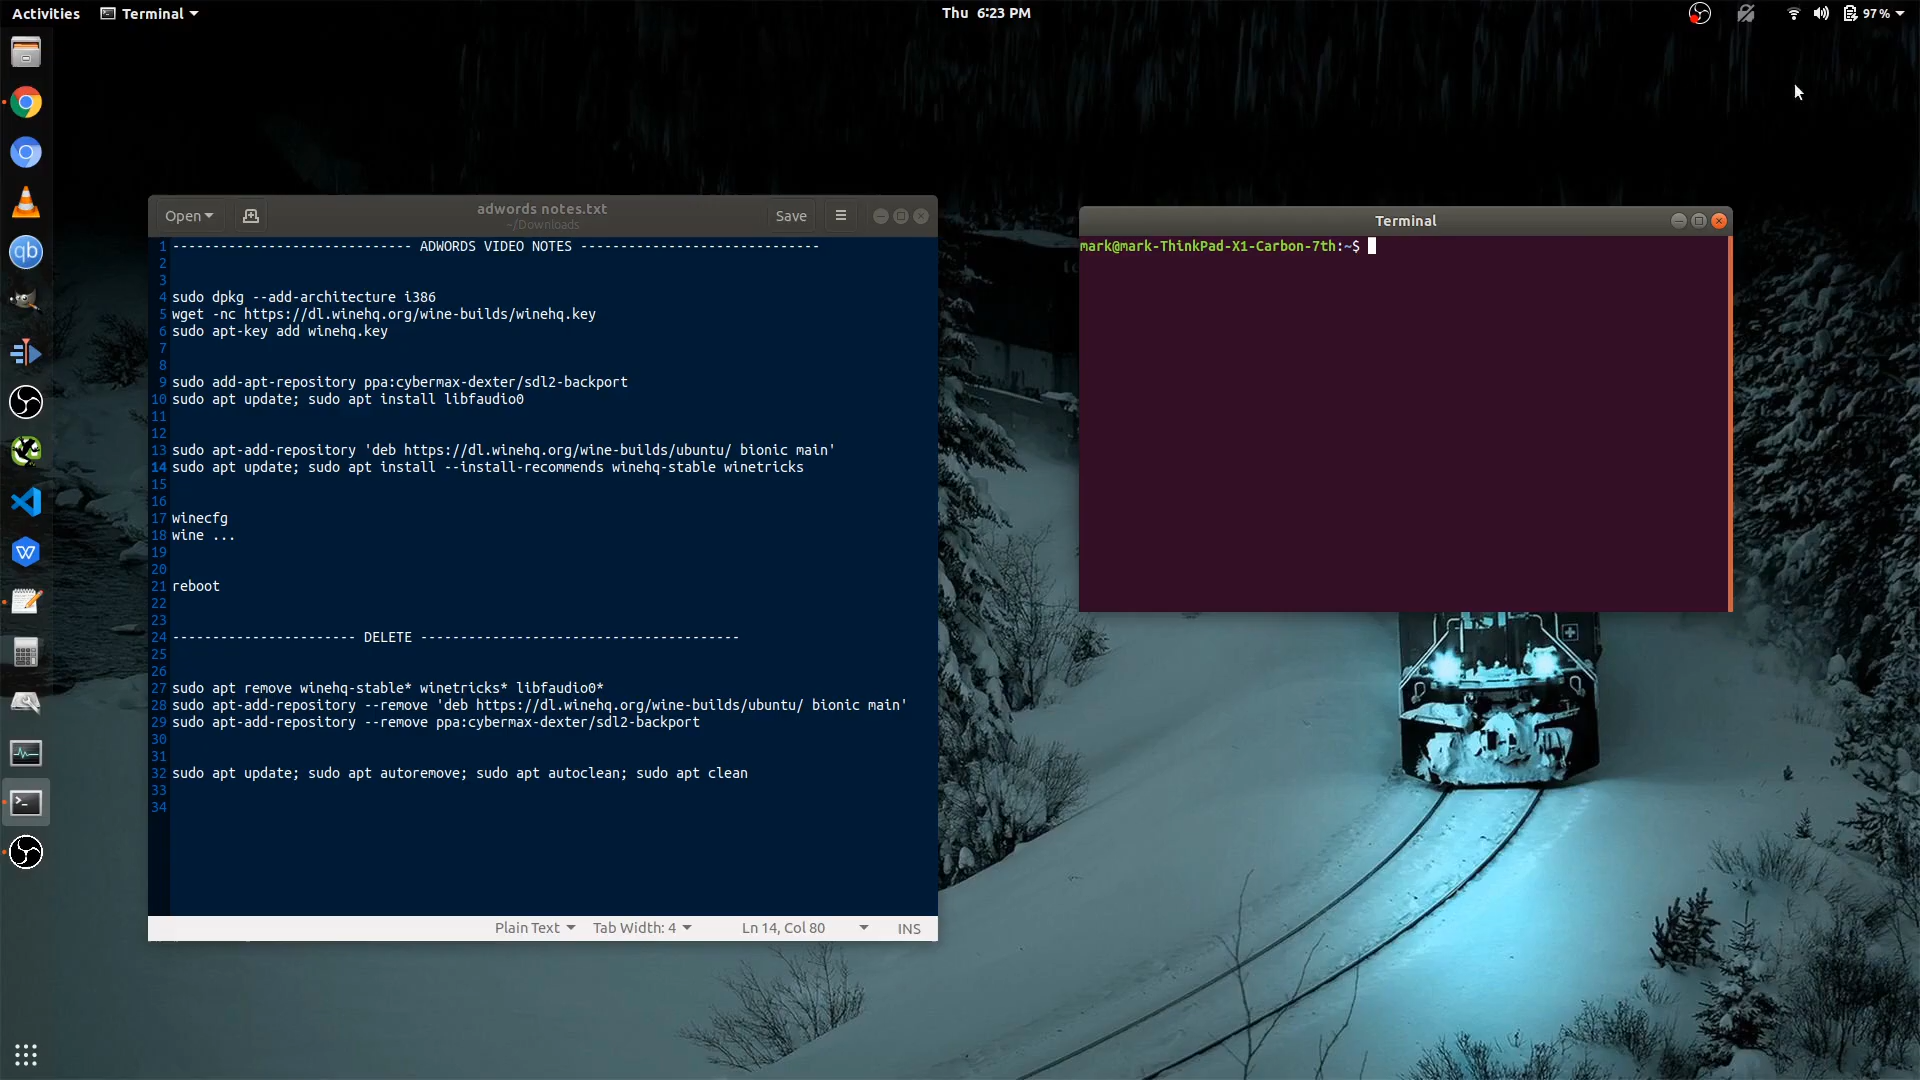 Activities Terminal Thu 6:23 PM 97 %
Open adwords notes.txt Save
~/Downloads
1 ------------------------------ ADWORDS VIDEO NOTES ------------------------------
2
3
4 sudo dpkg --add-architecture i386
5 wget -nc https://dl.winehq.org/wine-builds/winehq.key
6 sudo apt-key add winehq.key
7
8
9 sudo add-apt-repository ppa:cybermax-dexter/sdl2-backport
10 sudo apt update; sudo apt install libfaudio0
11
12
13 sudo apt-add-repository 'deb https://dl.winehq.org/wine-builds/ubuntu/ bionic main'
14 sudo apt update; sudo apt install --install-recommends winehq-stable winetricks
15
16
17 winecfg
18 wine ...
19
20
21 reboot
22
23
24 ----------------------- DELETE ----------------------------------------
25
26
27 sudo apt remove winehq-stable* winetricks* libfaudio0*
28 sudo apt-add-repository --remove 'deb https://dl.winehq.org/wine-builds/ubuntu/ bionic main'
29 sudo apt-add-repository --remove ppa:cybermax-dexter/sdl2-backport
30
31
32 sudo apt update; sudo apt autoremove; sudo apt autoclean; sudo apt clean
33
34
Plain Text Tab Width: 4 Ln 14, Col 80 INS
Terminal
mark@mark-ThinkPad-X1-Carbon-7th:~$
qb
W